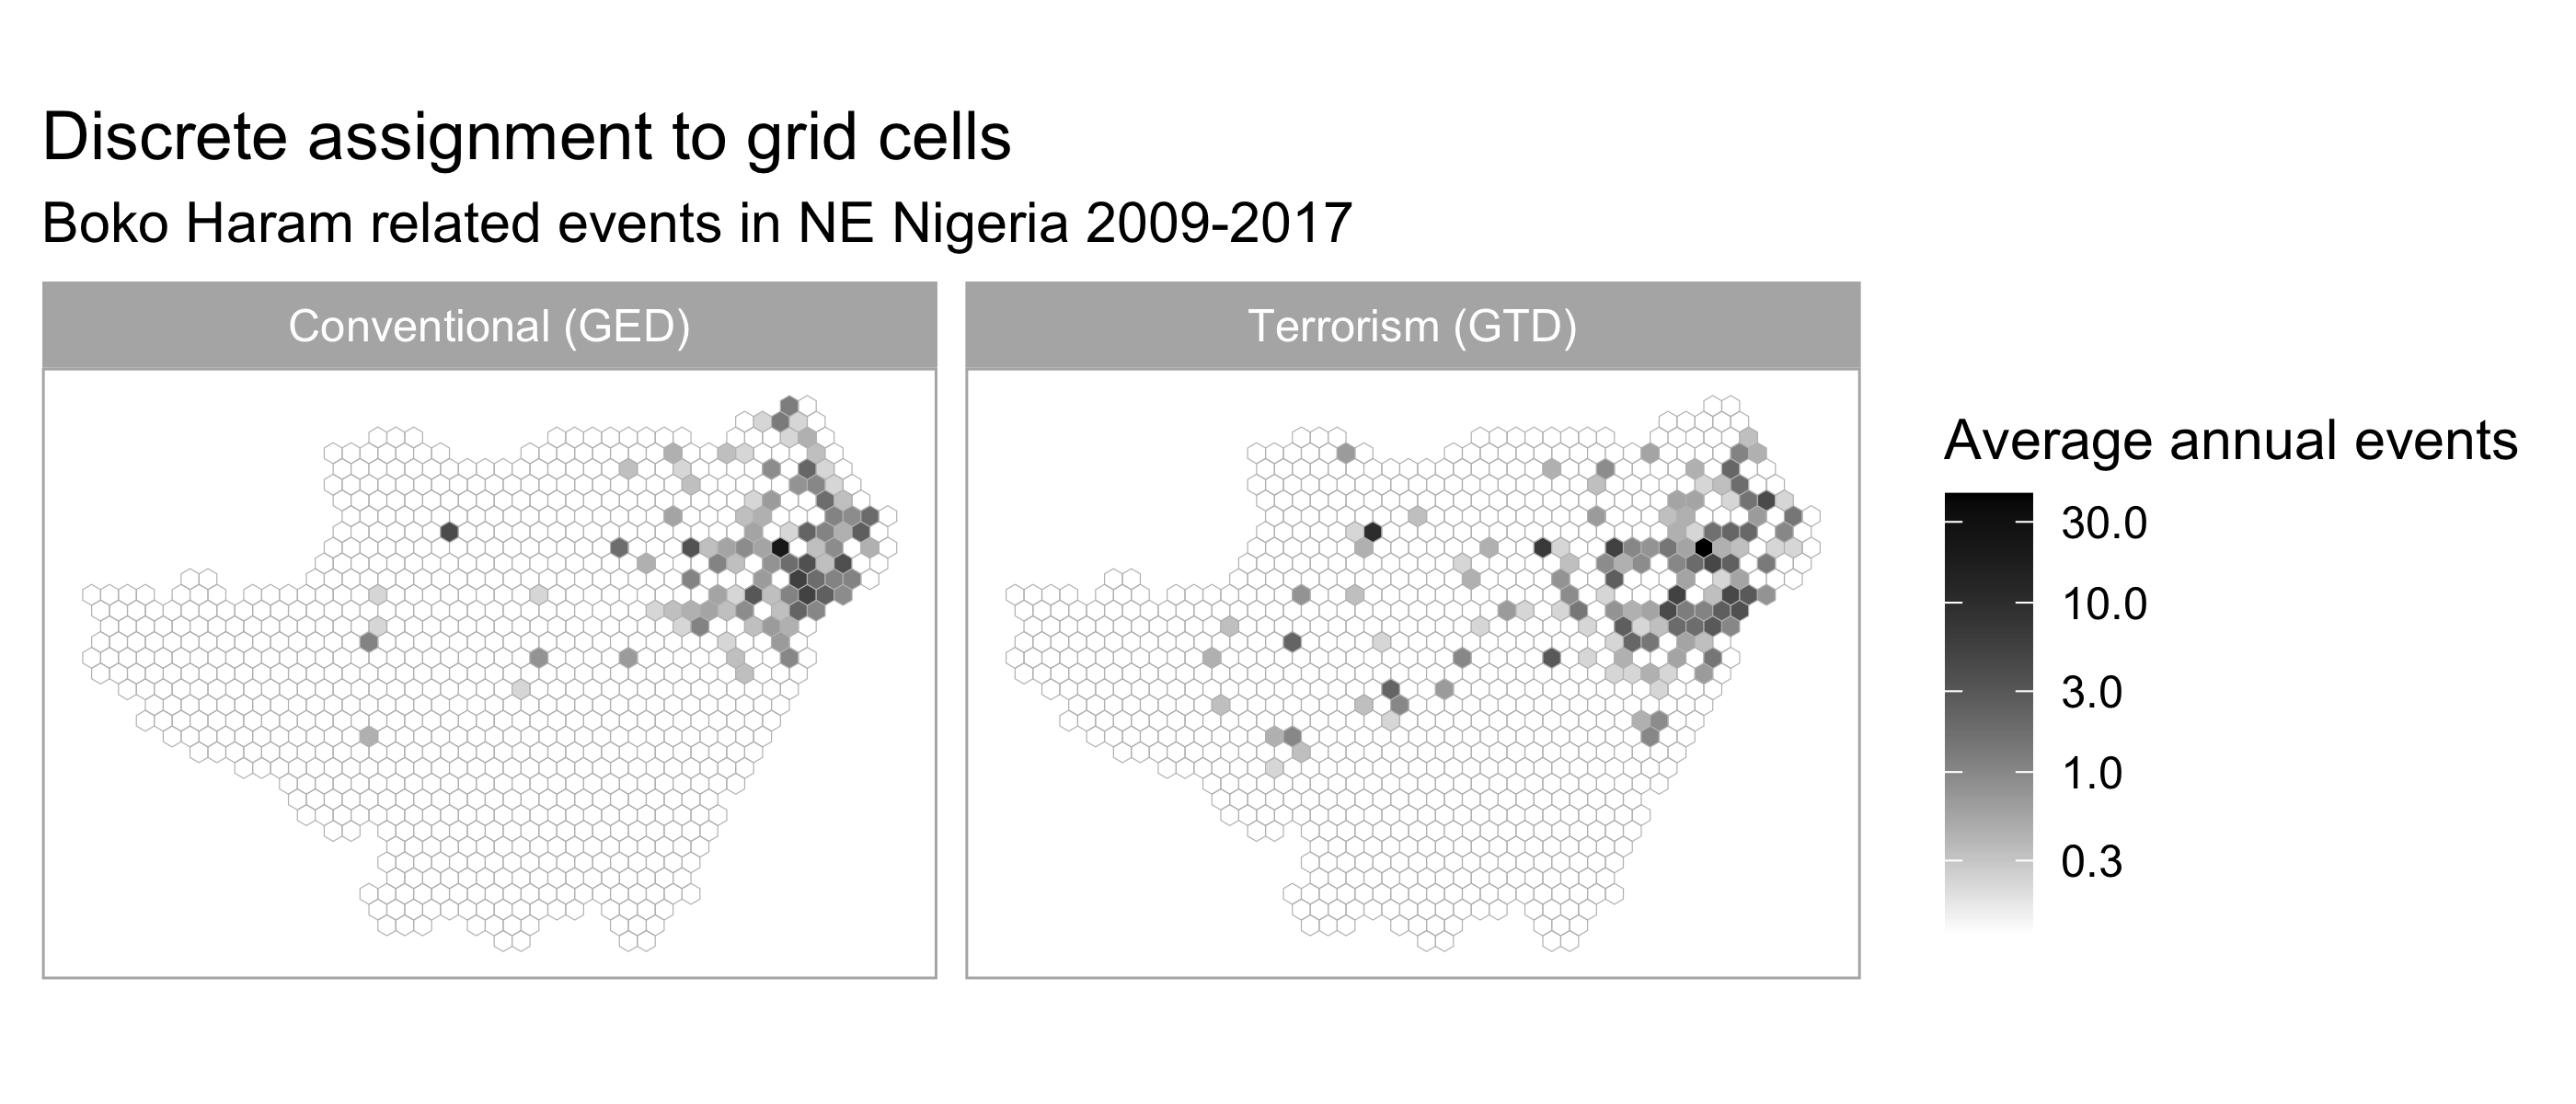 Discrete assignment to grid cells
Boko Haram related events in NE Nigeria 2009-2017
Conventional (GED)
Terrorism (GTD)
Average annual events
30.0
10.0
3.0
1.0
0.3